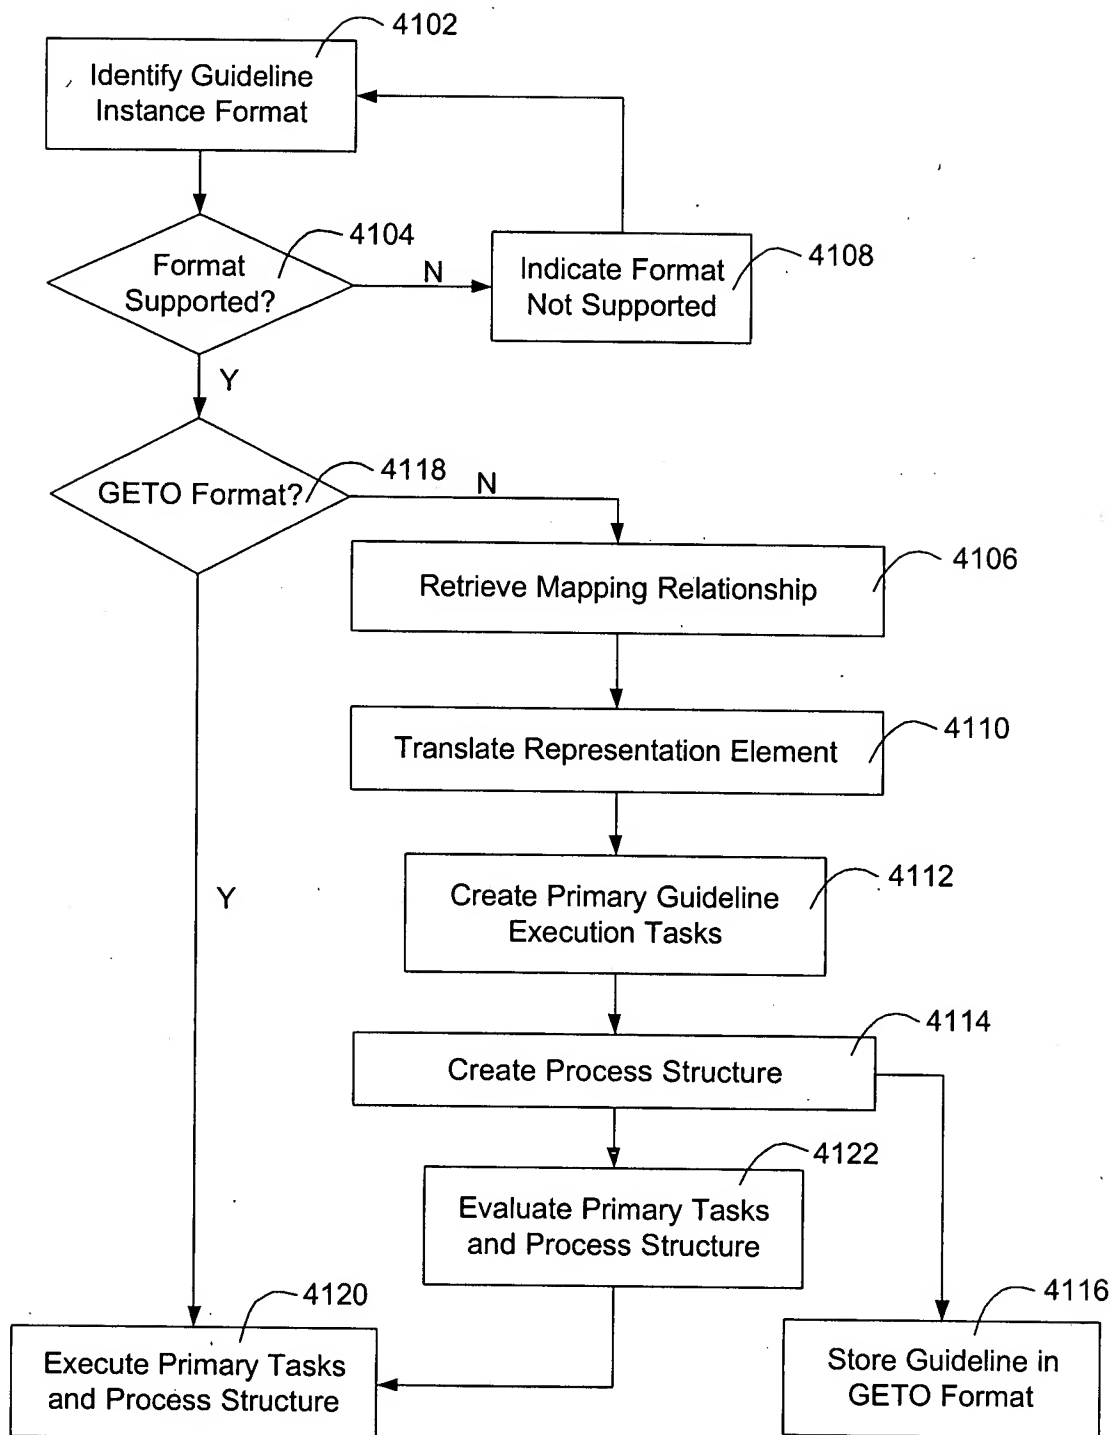 4102
Identify Guideline
Instance Format
4104
Format
Supported?
N
4108
Indicate Format
Not Supported
Y
4118
GETO Format?
N
4106
Retrieve Mapping Relationship
4110
Translate Representation Element
4112
Create Primary Guideline
Execution Tasks
Y
4114
Create Process Structure
4122
Evaluate Primary Tasks
and Process Structure
4120
Execute Primary Tasks
and Process Structure
4116
Store Guideline in
GETO Format